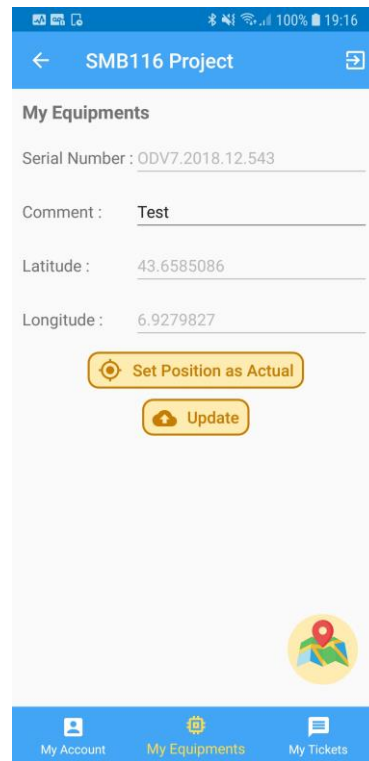 100% 19:16
SMB116 Project
My Equipments
Serial Number : ODV7.2018.12.543
Comment : Test
Latitude : 43.6585086
Longitude : 6.9279827
Set Position as Actual
Update
My Account My Equipments My Tickets